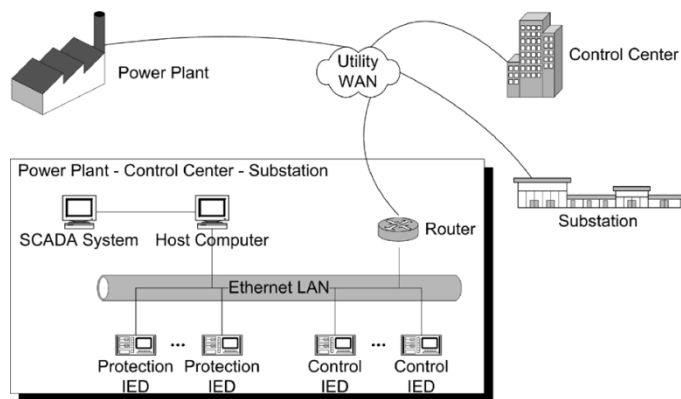 Power Plant
Utility
WAN
Control Center
Substation
Power Plant - Control Center - Substation
SCADA System
Host Computer
Router
Ethernet LAN
Protection
IED
...
Protection
IED
Control
IED
...
Control
IED